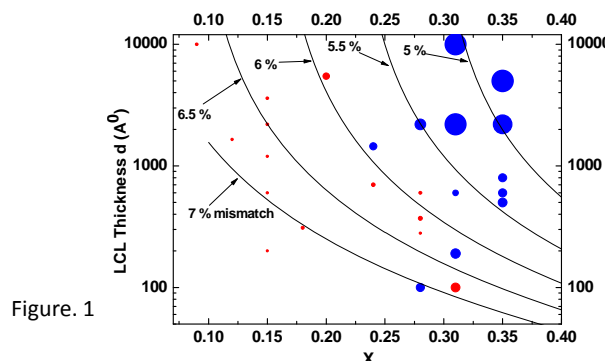 0.10 0.15 0.20 0.25 0.30 0.35 0.40
10000 10000
1000 1000
100 100
LCL Thickness d (A⁰)
6.5 %
6 %
5.5 %
5 %
7 % mismatch
0.10 0.15 0.20 0.25 0.30 0.35 0.40
X
Figure. 1